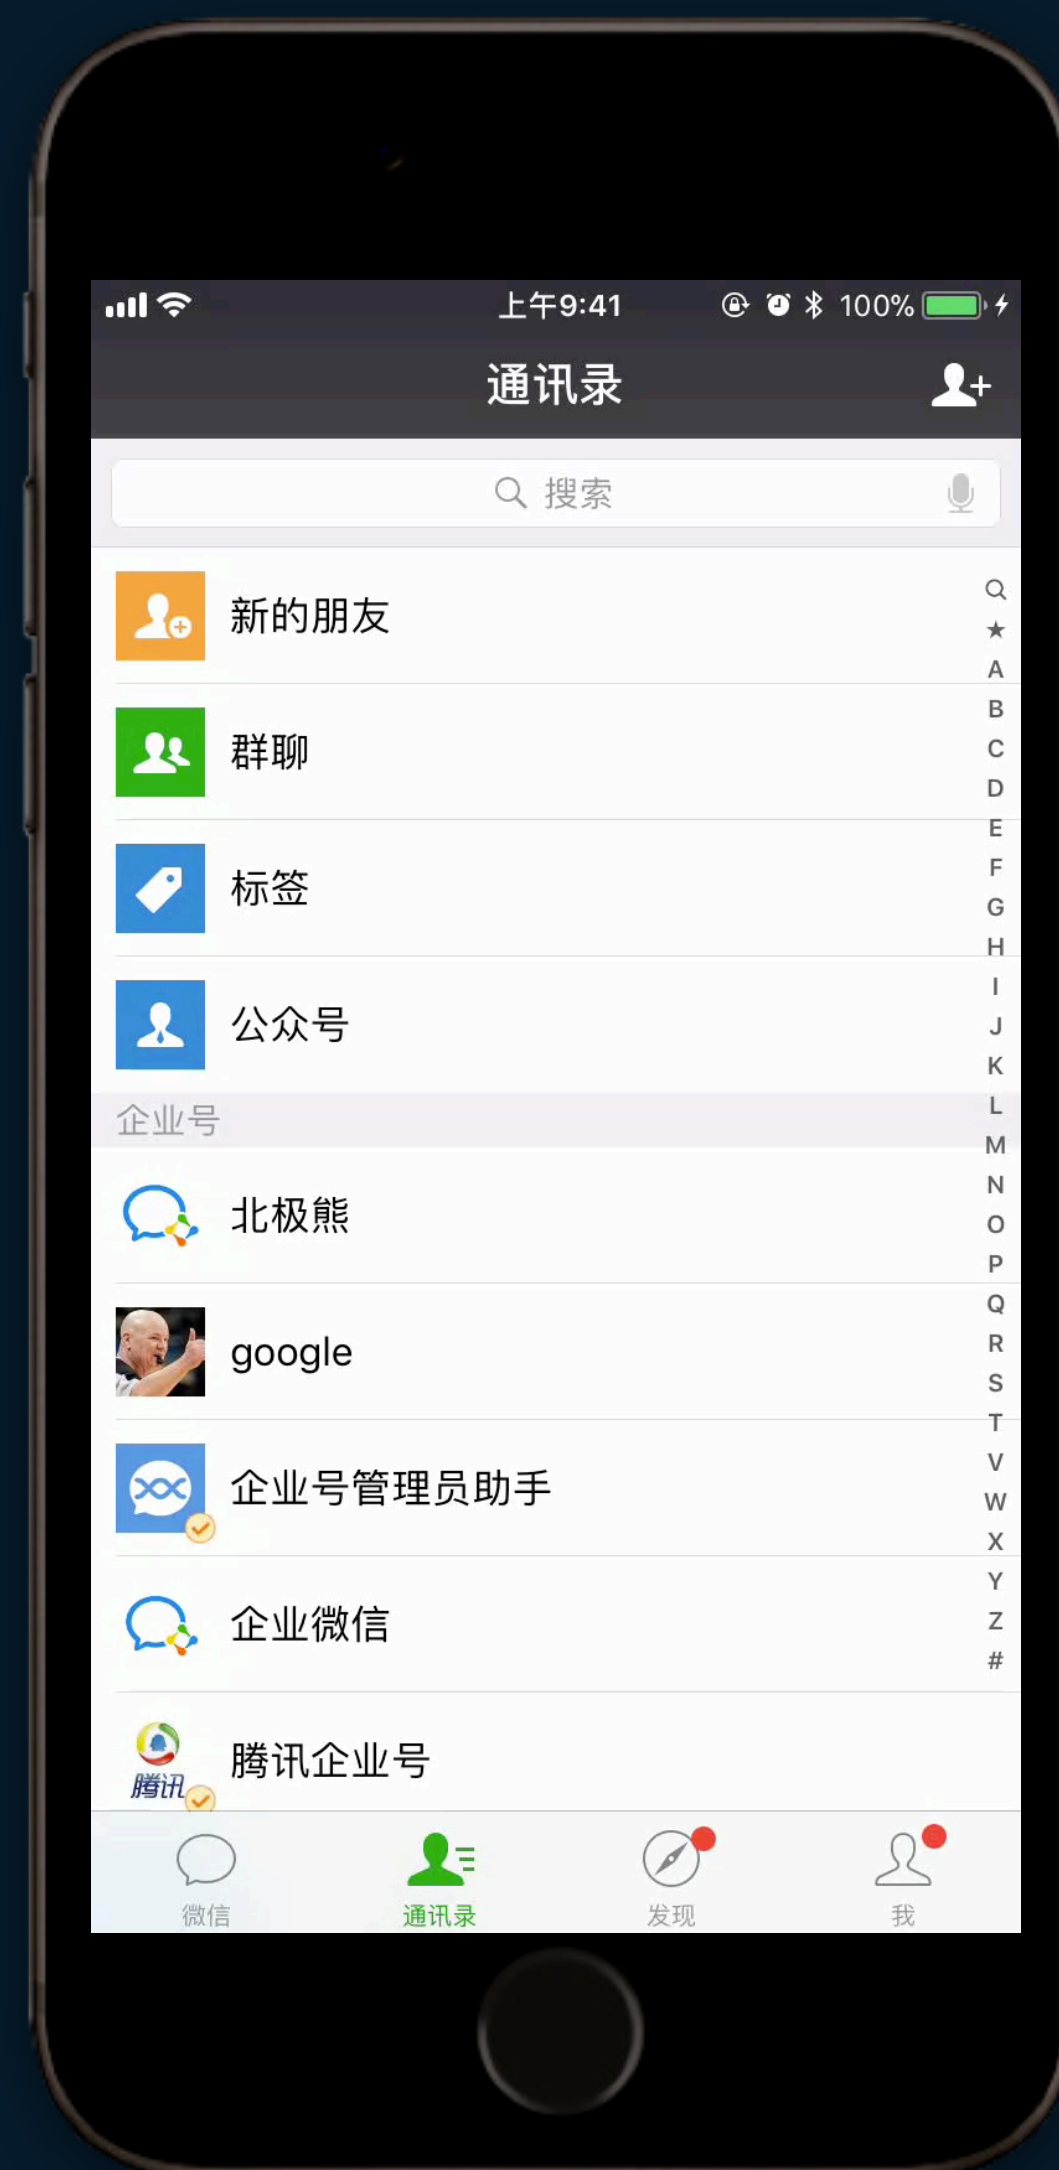 上午9:41 100%
通讯录
搜索
新的朋友
群聊
标签
公众号
企业号
北极熊
google
企业号管理员助手
企业微信
腾讯
腾讯企业号
★
A
B
C
D
E
F
G
H
I
J
K
L
M
N
O
P
Q
R
S
T
V
W
X
Y
Z
#
微信 通讯录 发现 我